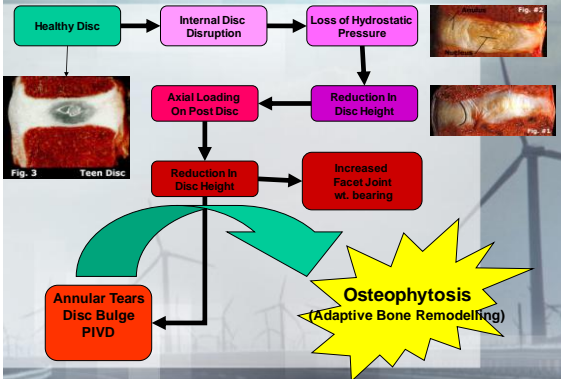 Healthy Disc
Internal Disc
Disruption
Loss of Hydrostatic
Pressure
Fig. #2
Anulus
Nucleus
Axial Loading
On Post Disc
Reduction In
Disc Height
Fig. #1
Fig. 3
Teen Disc
Reduction In
Disc Height
Increased
Facet Joint
wt. bearing
Annular Tears
Disc Bulge
PIVD
Osteophytosis
(Adaptive Bone Remodelling)